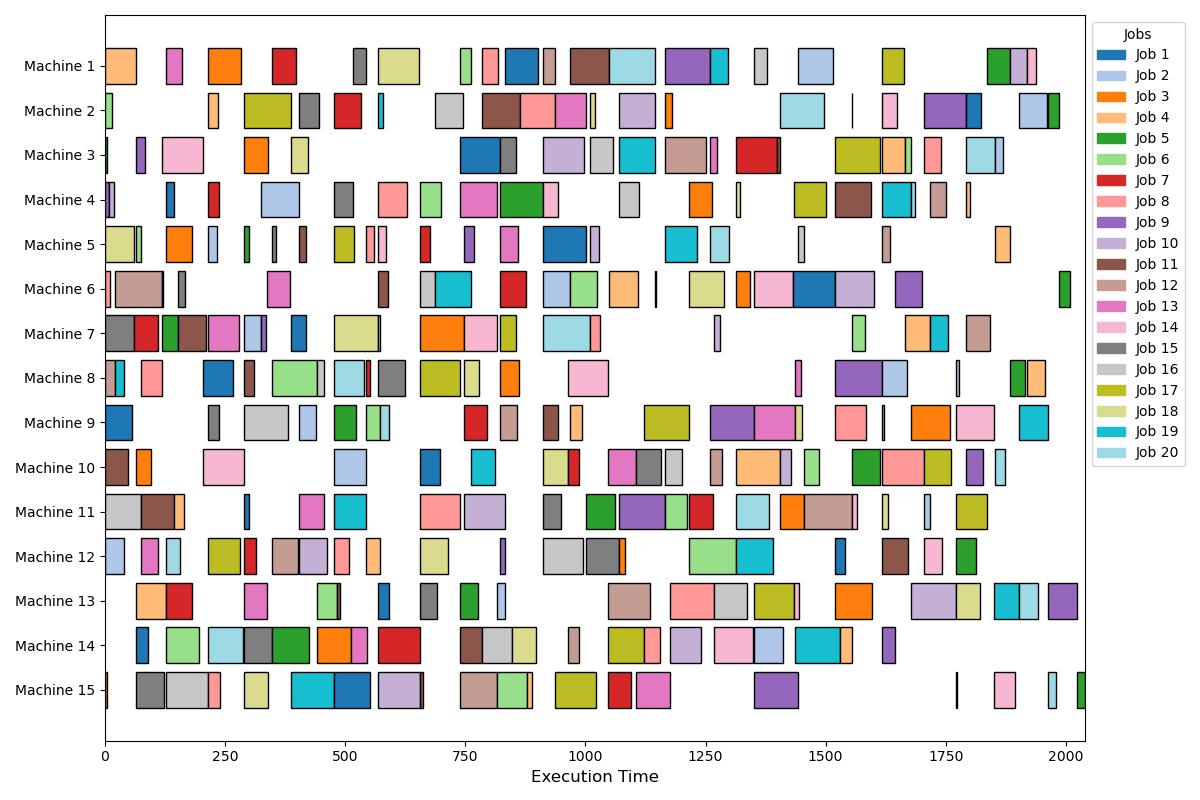 Machine 1
Machine 2
Machine 3
Machine 4
Machine 5
Machine 6
Machine 7
Machine 8
Machine 9
Machine 10
Machine 11
Machine 12
Machine 13
Machine 14
Machine 15
0 250 500 750 1000 1250 1500 1750 2000
Execution Time
Jobs
Job 1
Job 2
Job 3
Job 4
Job 5
Job 6
Job 7
Job 8
Job 9
Job 10
Job 11
Job 12
Job 13
Job 14
Job 15
Job 16
Job 17
Job 18
Job 19
Job 20